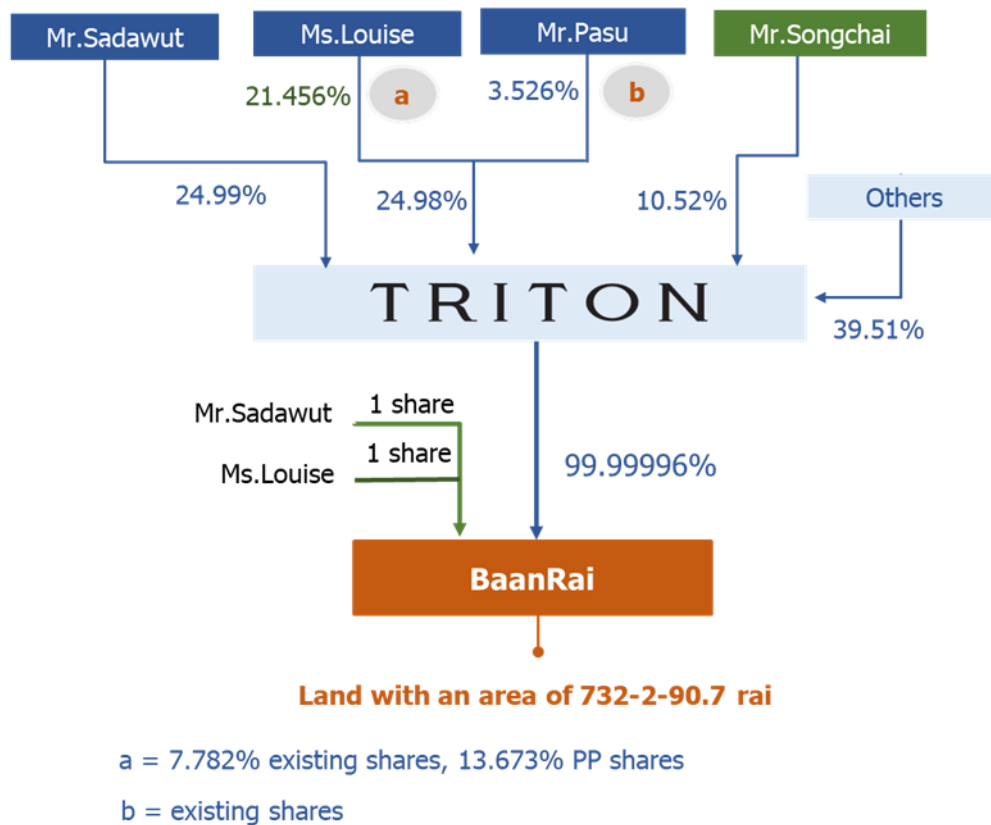 Mr.Sadawut
Ms.Louise
Mr.Pasu
Mr.Songchai
21.456%
a
3.526%
b
24.99%
24.98%
10.52%
Others
TRITON
39.51%
Mr.Sadawut
1 share
Ms.Louise
1 share
99.99996%
BaanRai
Land with an area of 732-2-90.7 rai
a = 7.782% existing shares, 13.673% PP shares
b = existing shares